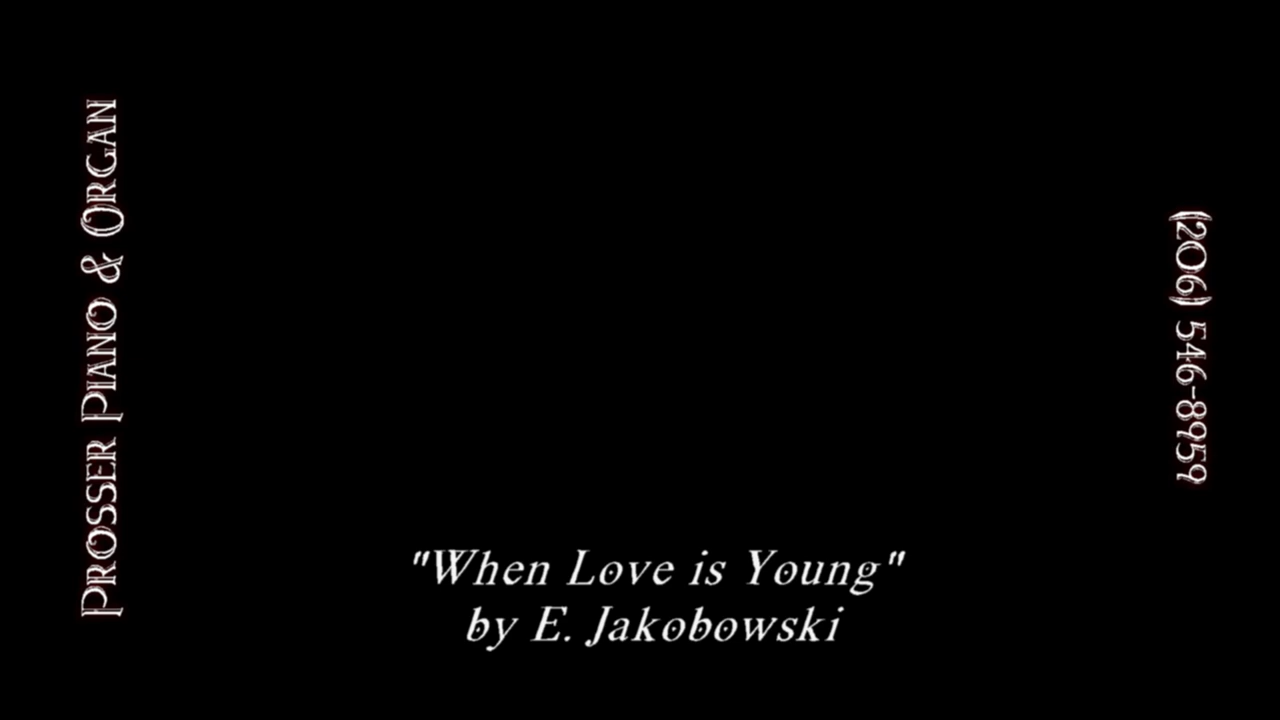 Prosser Piano & Organ
(206) 546-8959
"When Love is Young"
by E. Jakobowski